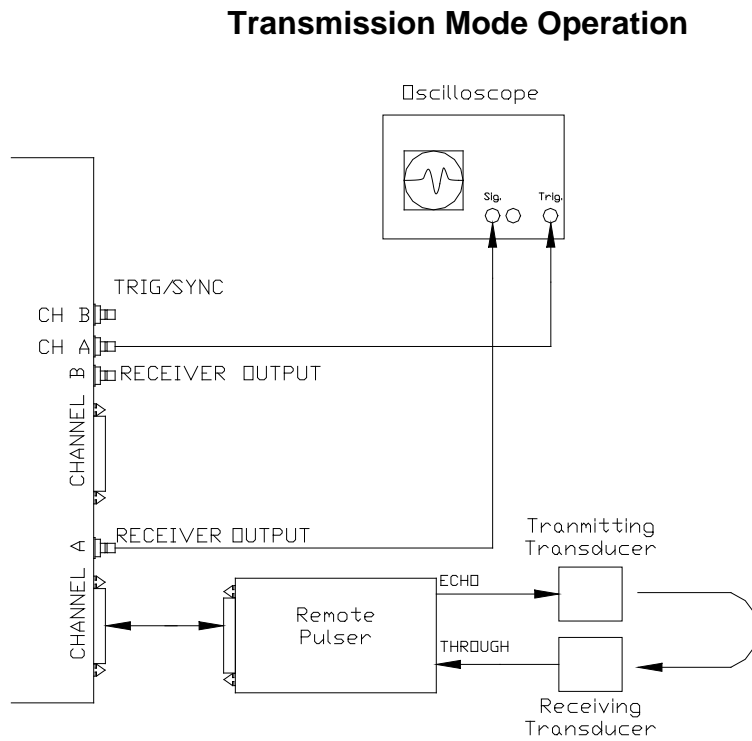 Transmission Mode Operation
Oscilloscope
Sig.
Trig.
TRIG/SYNC
CH B
CH A
B
RECEIVER OUTPUT
CHANNEL
A
RECEIVER OUTPUT
CHANNEL
Remote
Pulser
ECHO
THROUGH
Tranmitting
Transducer
Receiving
Transducer